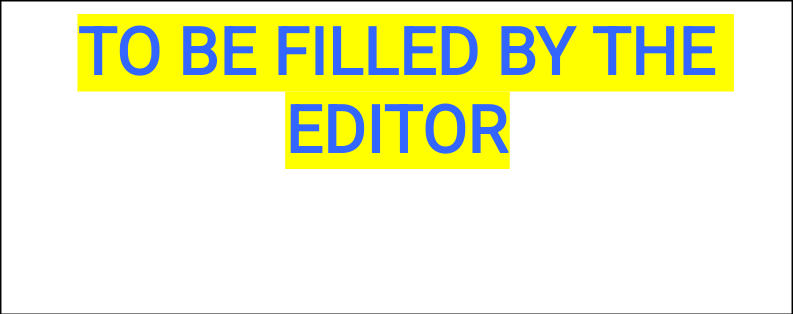 TO BE FILLED BY THE
EDITOR